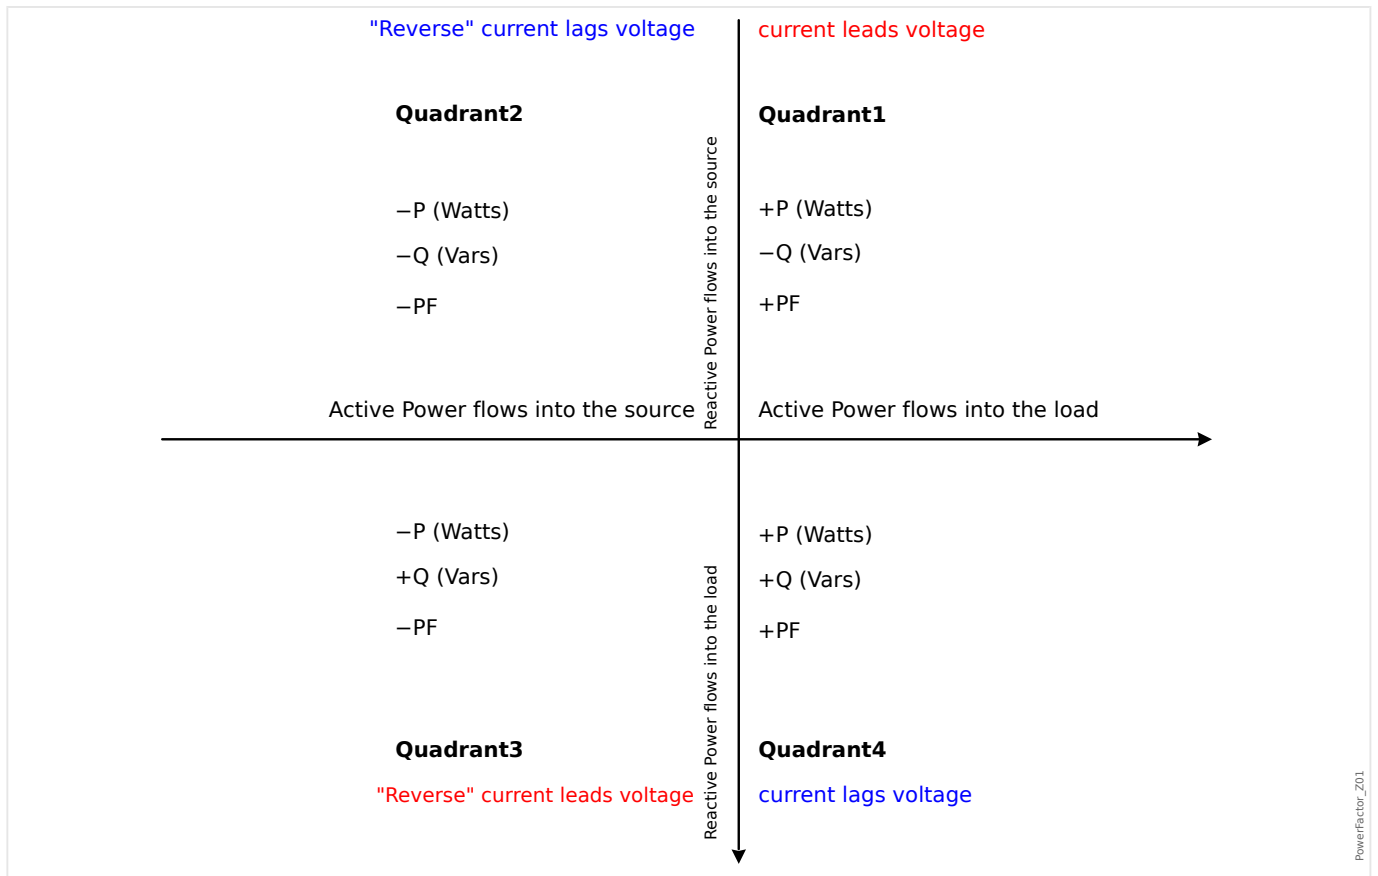 "Reverse" current lags voltage
current leads voltage
Quadrant2
Quadrant1
−P (Watts)
−Q (Vars)
−PF
+P (Watts)
−Q (Vars)
+PF
Reactive Power flows into the source
Active Power flows into the source
Active Power flows into the load
−P (Watts)
+Q (Vars)
−PF
+P (Watts)
+Q (Vars)
+PF
Reactive Power flows into the load
Quadrant3
Quadrant4
"Reverse" current leads voltage
current lags voltage
PowerFactor_Z01